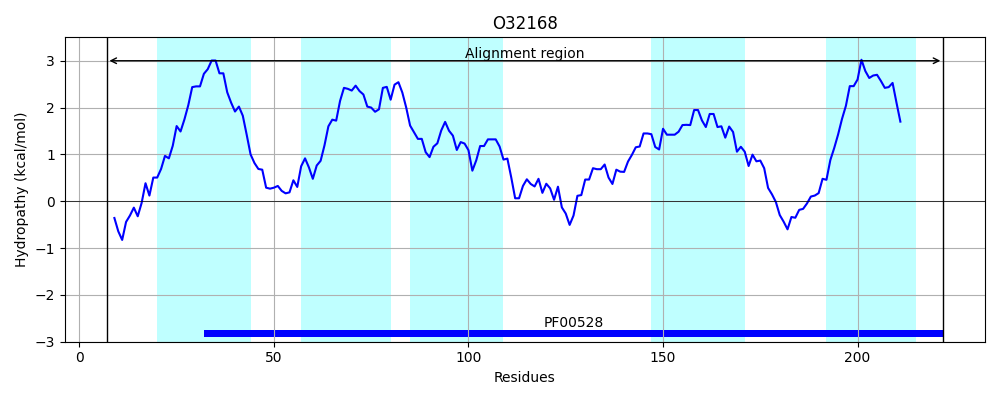 O32168
Alignment region
3
2
1
0
−1
−2
−3
Hydropathy (kcal/mol)
PF00528
0
50
100
150
200
Residues